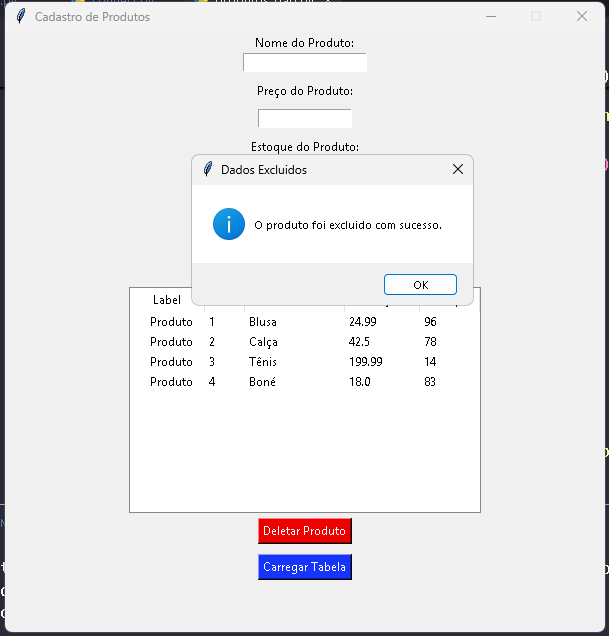 Cadastro de Produtos
Nome do Produto:
Preço do Produto:
Estoque do Produto:
Dados Excluidos
O produto foi excluido com sucesso.
OK
Label
Produto 1 Blusa 24.99 96
Produto 2 Calça 42.5 78
Produto 3 Tênis 199.99 14
Produto 4 Boné 18.0 83
Deletar Produto
Carregar Tabela